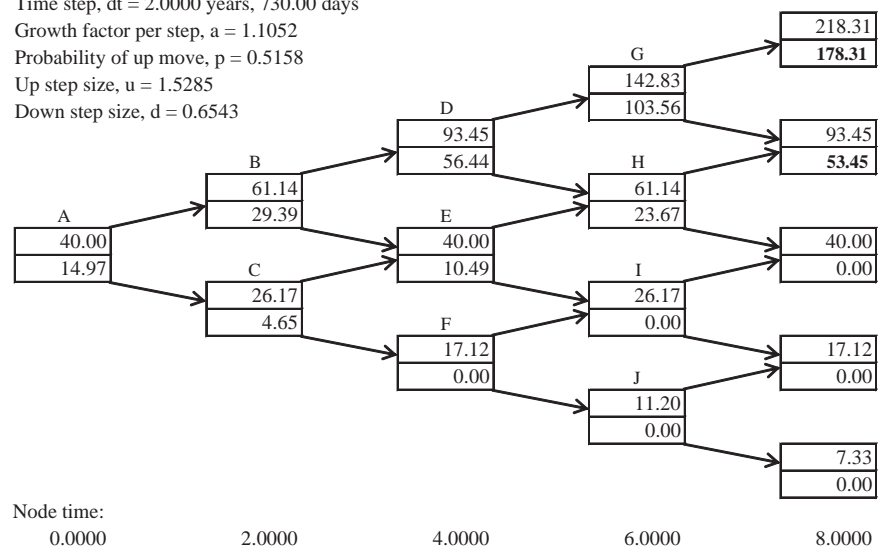 Time step, dt = 2.0000 years, 730.00 days
Growth factor per step, a = 1.1052
Probability of up move, p = 0.5158
Up step size, u = 1.5285
Down step size, d = 0.6543
A
40.00
14.97
B
61.14
29.39
C
26.17
4.65
D
93.45
56.44
E
40.00
10.49
F
17.12
0.00
G
142.83
103.56
H
61.14
23.67
I
26.17
0.00
J
11.20
0.00
218.31
178.31
93.45
53.45
40.00
0.00
17.12
0.00
7.33
0.00
Node time:
0.0000 2.0000 4.0000 6.0000 8.0000